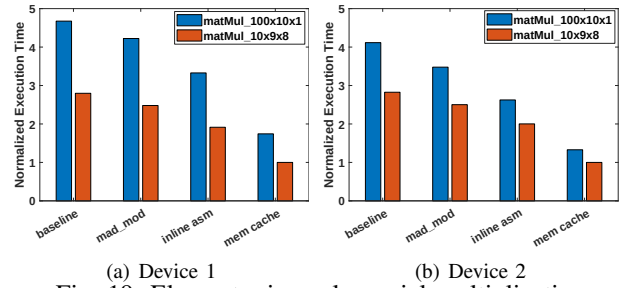 Normalized Execution Time
5
4
3
2
1
0
matMul_100x10x1
matMul_10x9x8
baseline
mad_mod
inline asm
mem cache
(a) Device 1
Normalized Execution Time
5
4
3
2
1
0
matMul_100x10x1
matMul_10x9x8
baseline
mad_mod
inline asm
mem cache
(b) Device 2